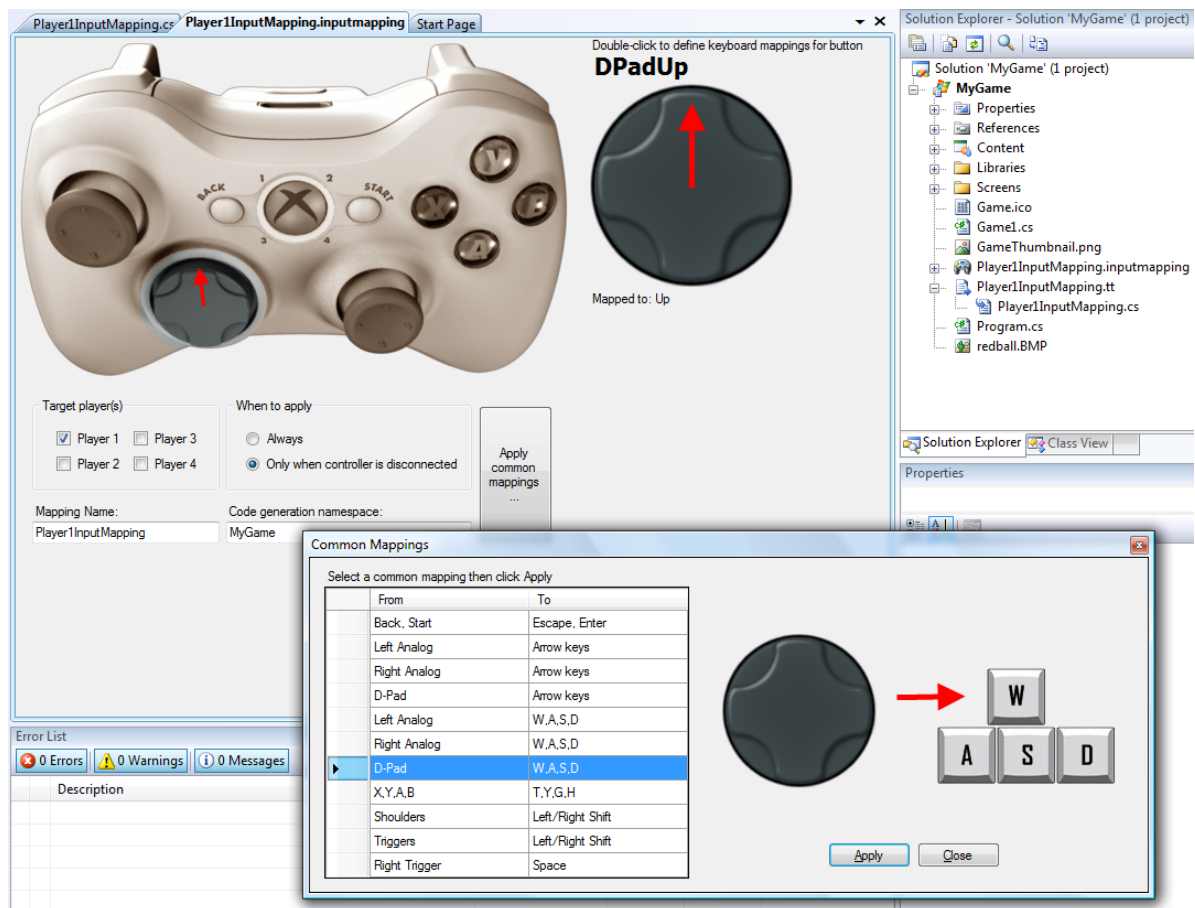 Player1InputMapping.cs Player1InputMapping.inputmapping Start Page
Double-click to define keyboard mappings for button
DPadUp
BACK
1
2
START
3
4
Y
X
B
A
Mapped to: Up
Target player(s)
Player 1 Player 3
Player 2 Player 4
When to apply
Always
Only when controller is disconnected
Apply
common
mappings
...
Mapping Name:
Player1InputMapping
Code generation namespace:
MyGame
Solution Explorer - Solution 'MyGame' (1 project)
Solution 'MyGame' (1 project)
MyGame
Properties
References
Content
Libraries
Screens
Game.ico
Game1.cs
GameThumbnail.png
Player1InputMapping.inputmapping
Player1InputMapping.tt
Player1InputMapping.cs
Program.cs
redball.BMP
Solution Explorer Class View
Properties
Error List
0 Errors 0 Warnings 0 Messages
Description
Common Mappings
Select a common mapping then click Apply
From To
Back, Start Escape, Enter
Left Analog Arrow keys
Right Analog Arrow keys
D-Pad Arrow keys
Left Analog W,A,S,D
Right Analog W,A,S,D
D-Pad W,A,S,D
X,Y,A,B T,Y,G,H
Shoulders Left/Right Shift
Triggers Left/Right Shift
Right Trigger Space
W
A S D
Apply Close